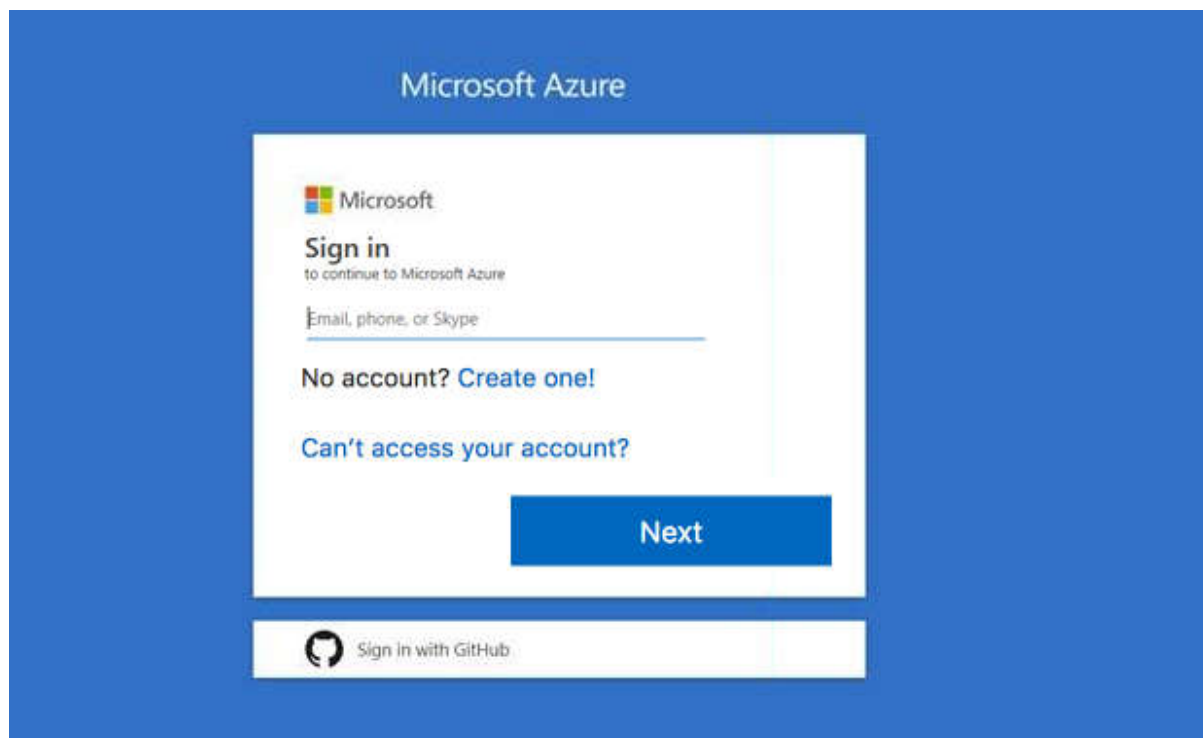 Microsoft Azure
Microsoft
Sign in
to continue to Microsoft Azure
Email, phone, or Skype
No account? Create one!
Can't access your account?
Next
Sign in with GitHub